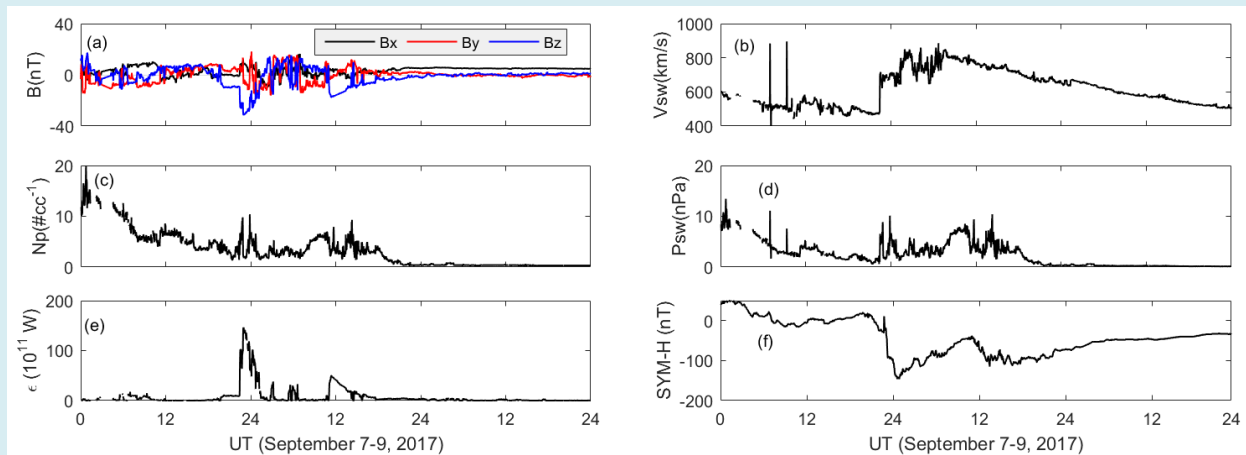 40
(a)
Bx
By
Bz
B(nT)
0
-40
1000
(b)
800
Vsw(km/s)
600
400
20
(c)
Np(#cc⁻¹)
10
0
20
(d)
Psw(nPa)
10
0
200
(e)
ϵ (10¹¹ W)
100
0
0 12 24 12 24 12 24
UT (September 7-9, 2017)
0
SYM-H (nT)
(f)
-100
-200
0 12 24 12 12 24
UT (September 7-9, 2017)